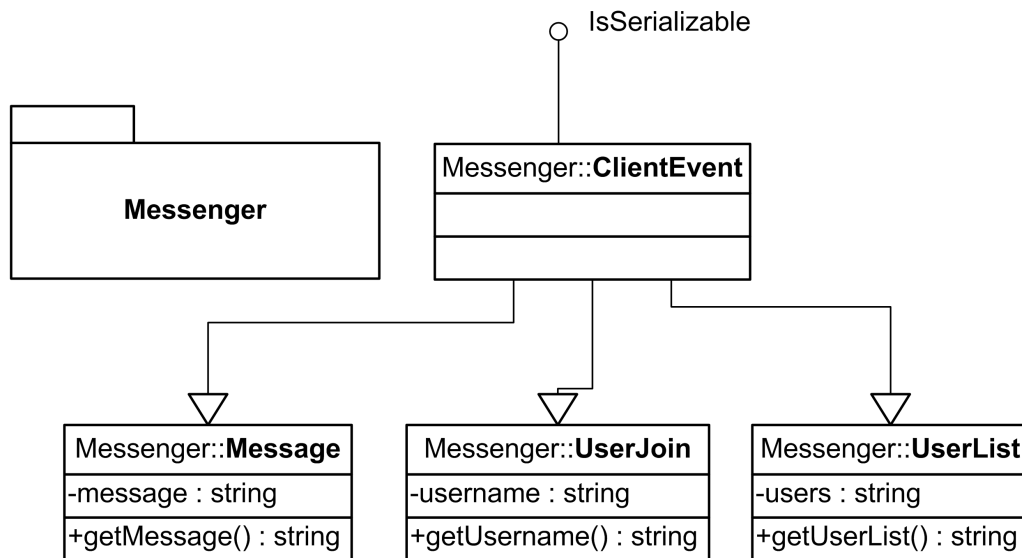 IsSerializable
Messenger
Messenger::ClientEvent
Messenger::Message
-message : string
+getMessage() : string
Messenger::UserJoin
-username : string
+getUsername() : string
Messenger::UserList
-users : string
+getUserList() : string